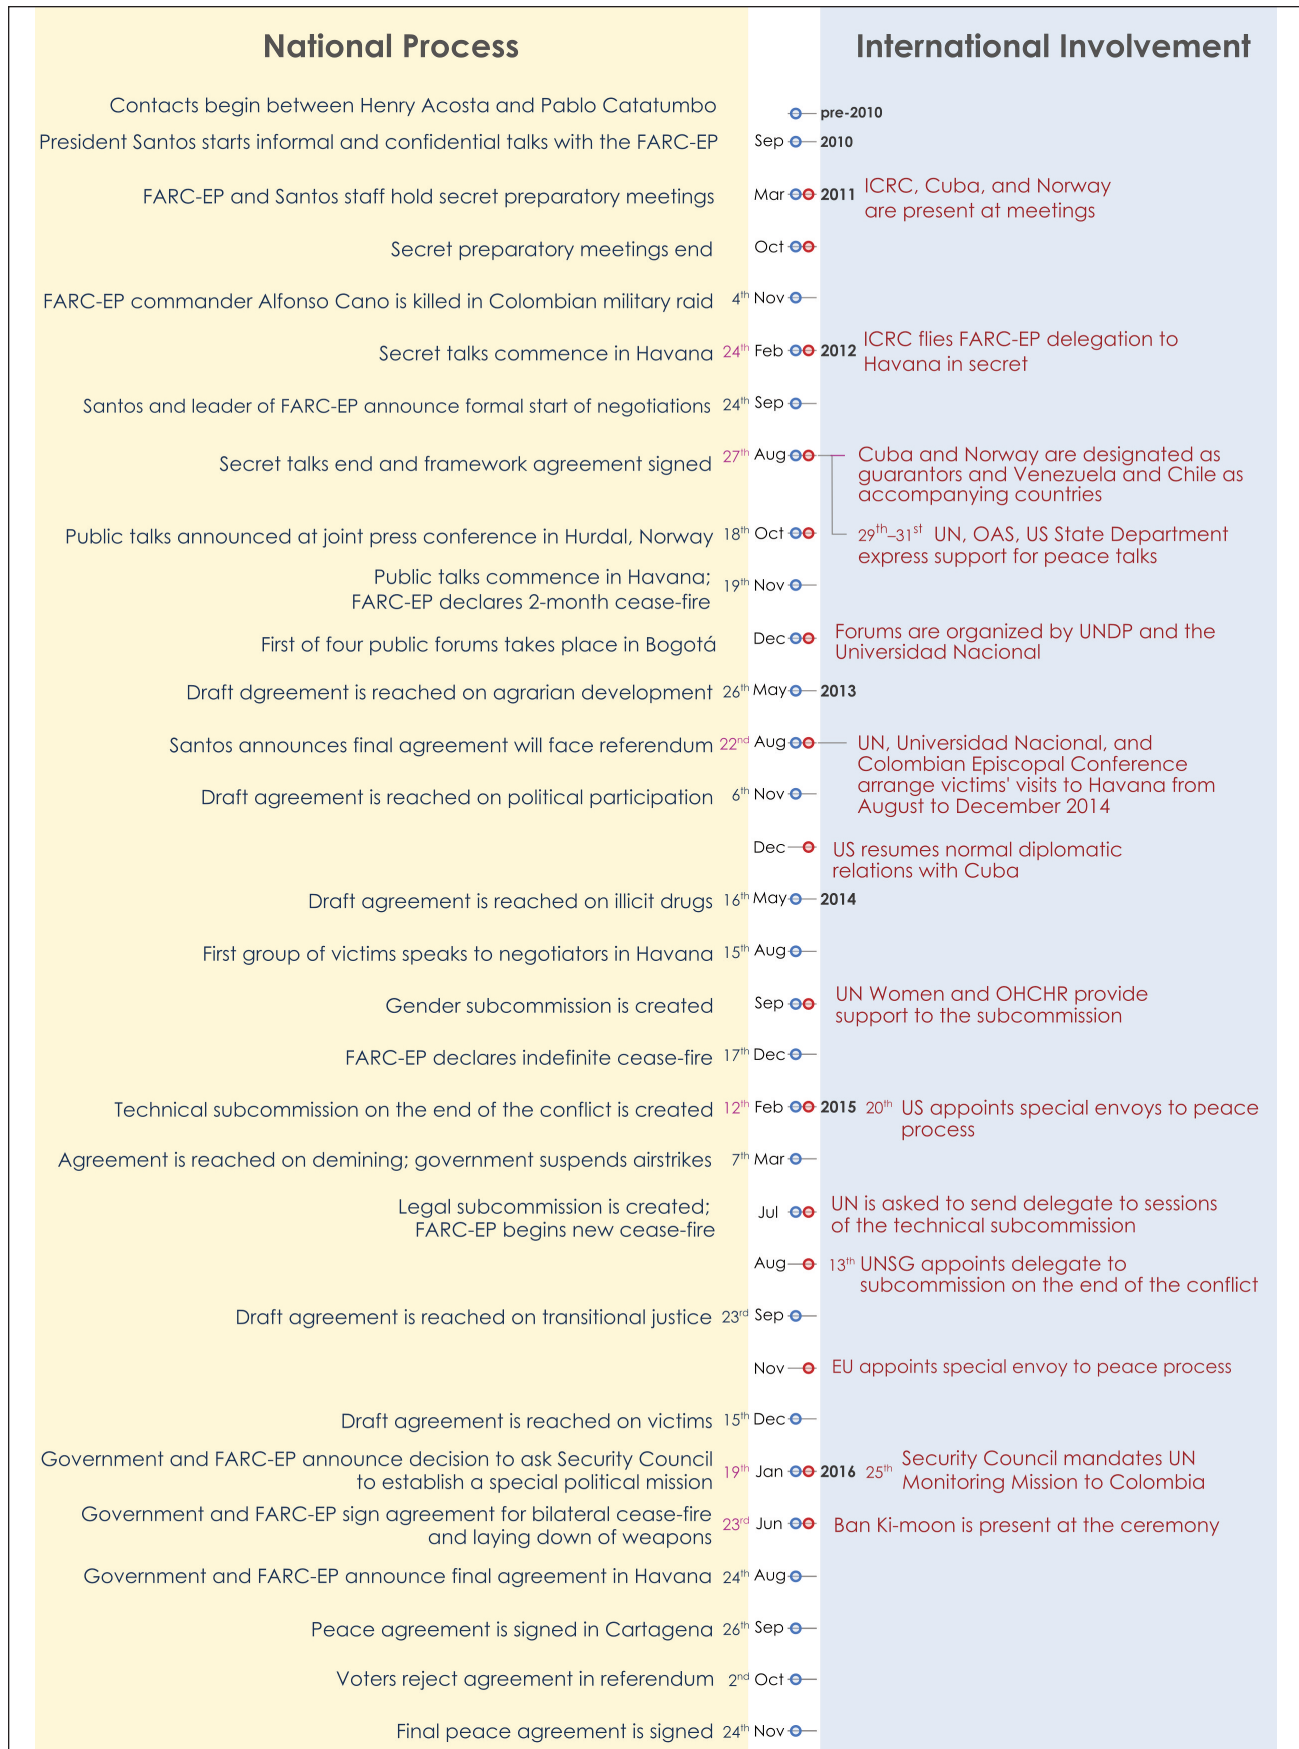 National Process
International Involvement
Contacts begin between Henry Acosta and Pablo Catatumbo
pre-2010
President Santos starts informal and confidential talks with the FARC-EP
Sep
2010
FARC-EP and Santos staff hold secret preparatory meetings
Mar
2011
ICRC, Cuba, and Norway
are present at meetings
Secret preparatory meetings end
Oct
FARC-EP commander Alfonso Cano is killed in Colombian military raid
4th Nov
Secret talks commence in Havana
24th Feb
2012
ICRC flies FARC-EP delegation to
Havana in secret
Santos and leader of FARC-EP announce formal start of negotiations
24th Sep
Secret talks end and framework agreement signed
27th Aug
Cuba and Norway are designated as
guarantors and Venezuela and Chile as
accompanying countries
Public talks announced at joint press conference in Hurdal, Norway
18th Oct
29th–31st UN, OAS, US State Department
express support for peace talks
Public talks commence in Havana;
FARC-EP declares 2-month cease-fire
19th Nov
First of four public forums takes place in Bogotá
Dec
Forums are organized by UNDP and the
Universidad Nacional
Draft dgreement is reached on agrarian development
26th May
2013
Santos announces final agreement will face referendum
22nd Aug
UN, Universidad Nacional, and
Colombian Episcopal Conference
arrange victims' visits to Havana from
August to December 2014
Draft agreement is reached on political participation
6th Nov
Dec
US resumes normal diplomatic
relations with Cuba
Draft agreement is reached on illicit drugs
16th May
2014
First group of victims speaks to negotiators in Havana
15th Aug
Gender subcommission is created
Sep
UN Women and OHCHR provide
support to the subcommission
FARC-EP declares indefinite cease-fire
17th Dec
Technical subcommission on the end of the conflict is created
12th Feb
2015
20th US appoints special envoys to peace
process
Agreement is reached on demining; government suspends airstrikes
7th Mar
Legal subcommission is created;
FARC-EP begins new cease-fire
Jul
UN is asked to send delegate to sessions
of the technical subcommission
Aug
13th UNSG appoints delegate to
subcommission on the end of the conflict
Draft agreement is reached on transitional justice
23rd Sep
Nov
EU appoints special envoy to peace process
Draft agreement is reached on victims
15th Dec
Government and FARC-EP announce decision to ask Security Council
to establish a special political mission
19th Jan
2016
25th Security Council mandates UN
Monitoring Mission to Colombia
Government and FARC-EP sign agreement for bilateral cease-fire
and laying down of weapons
23rd Jun
Ban Ki-moon is present at the ceremony
Government and FARC-EP announce final agreement in Havana
24th Aug
Peace agreement is signed in Cartagena
26th Sep
Voters reject agreement in referendum
2nd Oct
Final peace agreement is signed
24th Nov